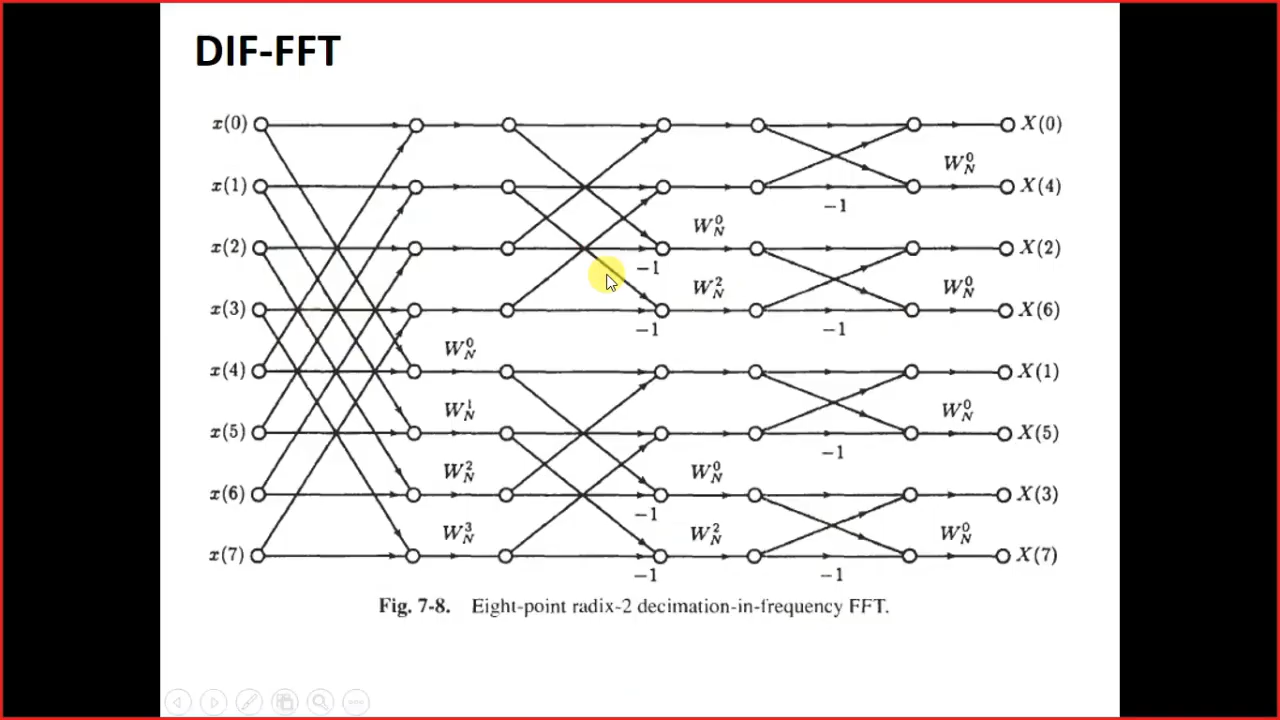 DIF-FFT
x(0) X(0)
W_N^0
x(1) X(4)
-1
W_N^0
x(2) X(2)
-1
W_N^2 W_N^0
x(3) X(6)
-1 -1
W_N^0
x(4) X(1)
W_N^1 W_N^0
x(5) X(5)
-1
W_N^2 W_N^0
x(6) X(3)
-1
W_N^3 W_N^2 W_N^0
x(7) X(7)
-1 -1
Fig. 7-8. Eight-point radix-2 decimation-in-frequency FFT.